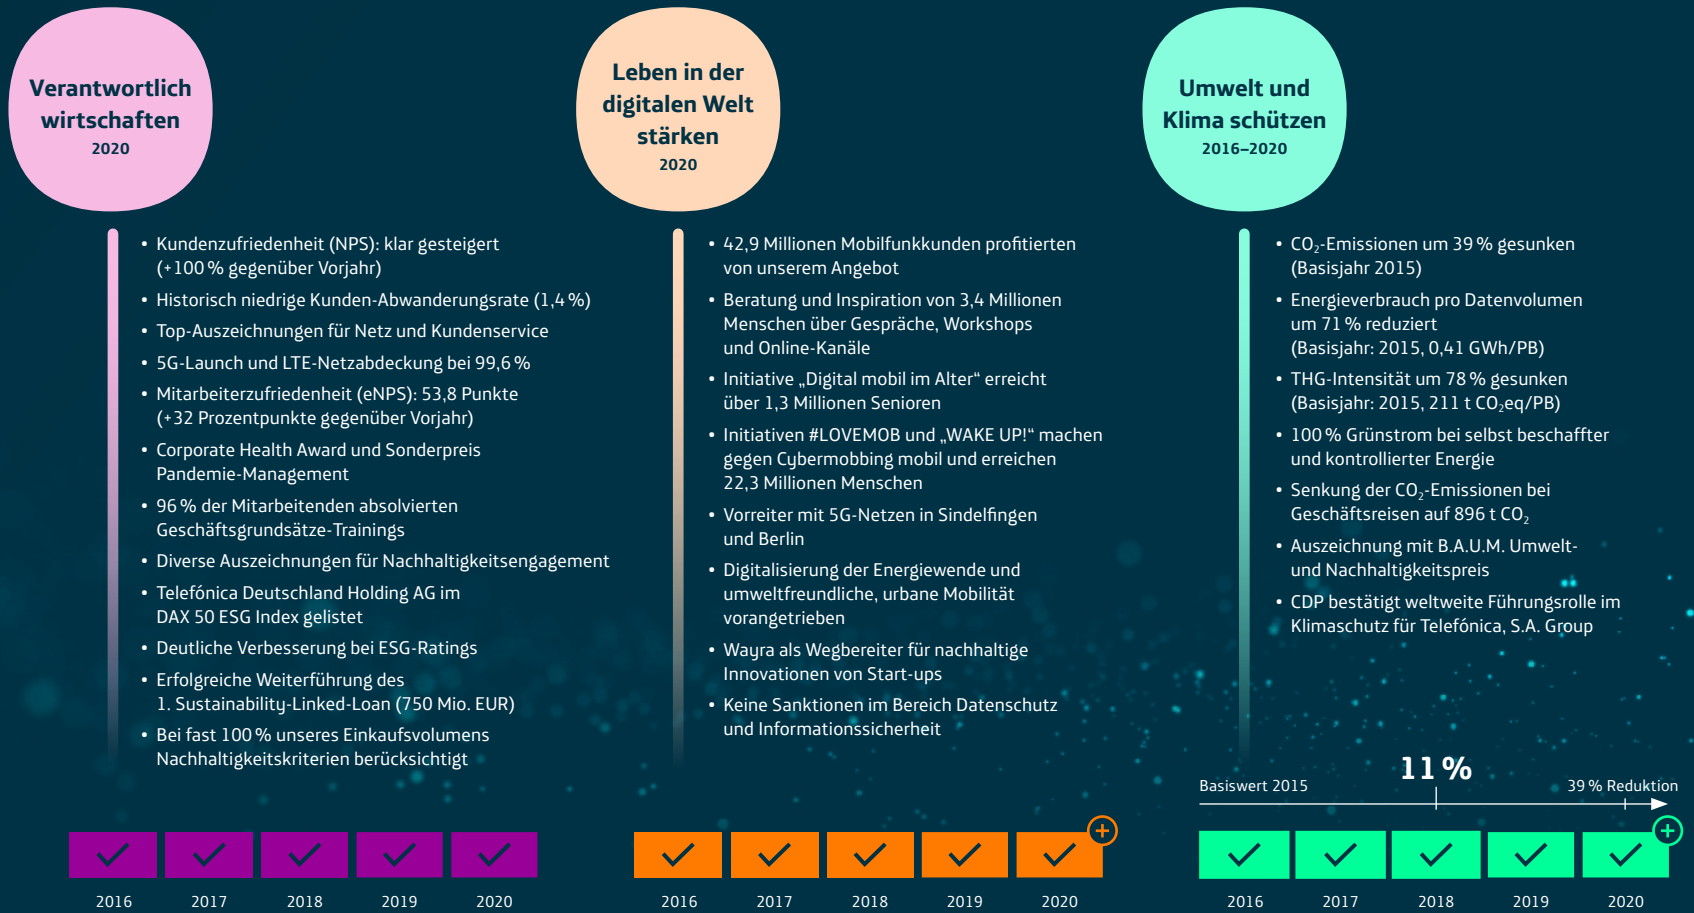 Verantwortlich
wirtschaften
2020
• Kundenzufriedenheit (NPS): klar gesteigert
(+100 % gegenüber Vorjahr)
• Historisch niedrige Kunden-Abwanderungsrate (1,4 %)
• Top-Auszeichnungen für Netz und Kundenservice
• 5G-Launch und LTE-Netzabdeckung bei 99,6 %
• Mitarbeiterzufriedenheit (eNPS): 53,8 Punkte
(+32 Prozentpunkte gegenüber Vorjahr)
• Corporate Health Award und Sonderpreis
Pandemie-Management
• 96 % der Mitarbeitenden absolvierten
Geschäftsgrundsätze-Trainings
• Diverse Auszeichnungen für Nachhaltigkeitsengagement
• Telefónica Deutschland Holding AG im
DAX 50 ESG Index gelistet
• Deutliche Verbesserung bei ESG-Ratings
• Erfolgreiche Weiterführung des
1. Sustainability-Linked-Loan (750 Mio. EUR)
• Bei fast 100 % unseres Einkaufsvolumens
Nachhaltigkeitskriterien berücksichtigt
2016 2017 2018 2019 2020
Leben in der
digitalen Welt
stärken
2020
• 42,9 Millionen Mobilfunkkunden profitierten
von unserem Angebot
• Beratung und Inspiration von 3,4 Millionen
Menschen über Gespräche, Workshops
und Online-Kanäle
• Initiative „Digital mobil im Alter“ erreicht
über 1,3 Millionen Senioren
• Initiativen #LOVEMOB und „WAKE UP!“ machen
gegen Cybermobbing mobil und erreichen
22,3 Millionen Menschen
• Vorreiter mit 5G-Netzen in Sindelfingen
und Berlin
• Digitalisierung der Energiewende und
umweltfreundliche, urbane Mobilität
vorangetrieben
• Wayra als Wegbereiter für nachhaltige
Innovationen von Start-ups
• Keine Sanktionen im Bereich Datenschutz
und Informationssicherheit
2016 2017 2018 2019 2020
Umwelt und
Klima schützen
2016–2020
• CO₂-Emissionen um 39 % gesunken
(Basisjahr 2015)
• Energieverbrauch pro Datenvolumen
um 71 % reduziert
(Basisjahr: 2015, 0,41 GWh/PB)
• THG-Intensität um 78 % gesunken
(Basisjahr: 2015, 211 t CO₂eq/PB)
• 100 % Grünstrom bei selbst beschaffter
und kontrollierter Energie
• Senkung der CO₂-Emissionen bei
Geschäftsreisen auf 896 t CO₂
• Auszeichnung mit B.A.U.M. Umwelt-
und Nachhaltigkeitspreis
• CDP bestätigt weltweite Führungsrolle im
Klimaschutz für Telefónica, S.A. Group
11 %
Basiswert 2015 39 % Reduktion
2016 2017 2018 2019 2020